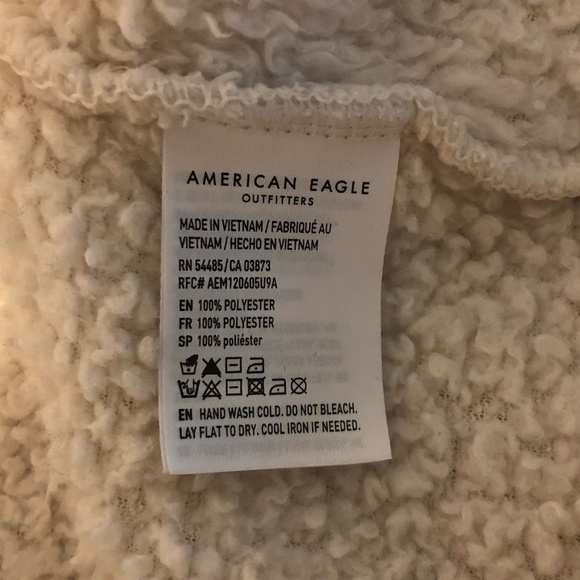 AMERICAN EAGLE
OUTFITTERS
MADE IN VIETNAM / FABRIQUÉ AU
VIETNAM / HECHO EN VIETNAM
RN 54485/CA 03873
RFC# AEM120605U9A
EN 100% POLYESTER
FR 100% POLYESTER
SP 100% poliéster
EN HAND WASH COLD. DO NOT BLEACH.
LAY FLAT TO DRY. COOL IRON IF NEEDED.